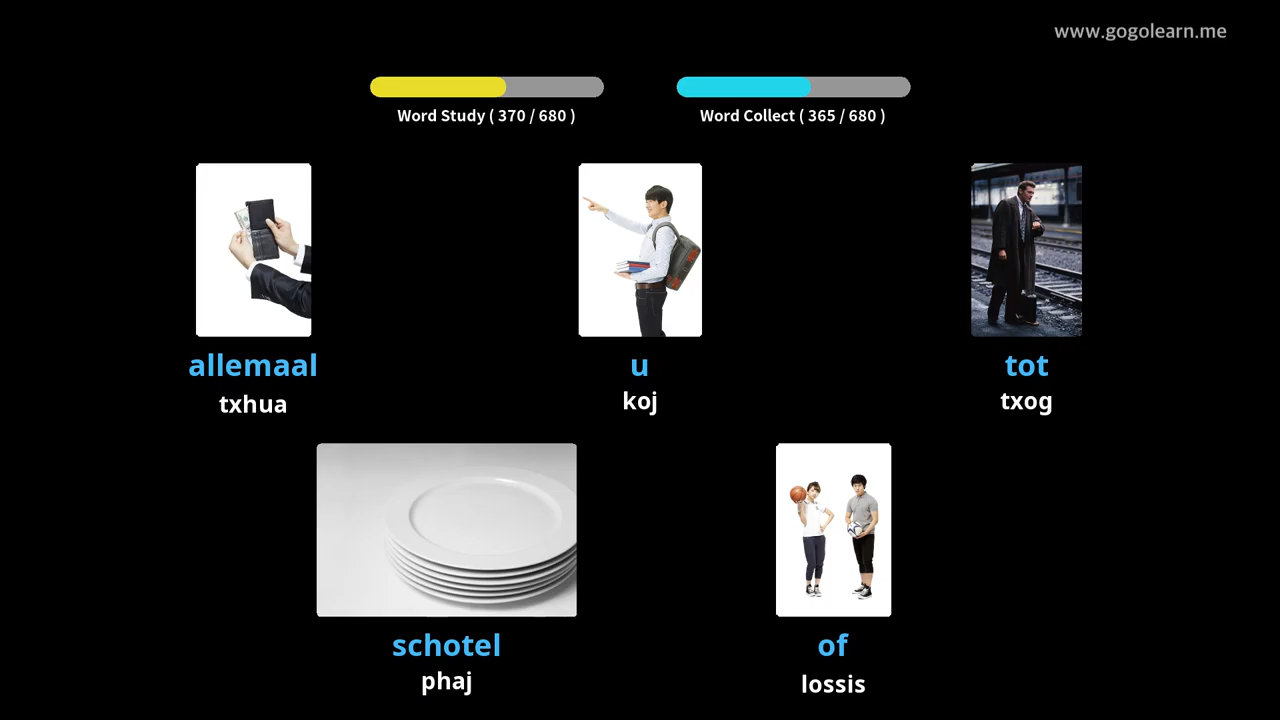 www.gogolearn.me
Word Study ( 370 / 680 )
Word Collect ( 365 / 680 )
allemaal
txhua
u
koj
tot
txog
schotel
phaj
of
lossis